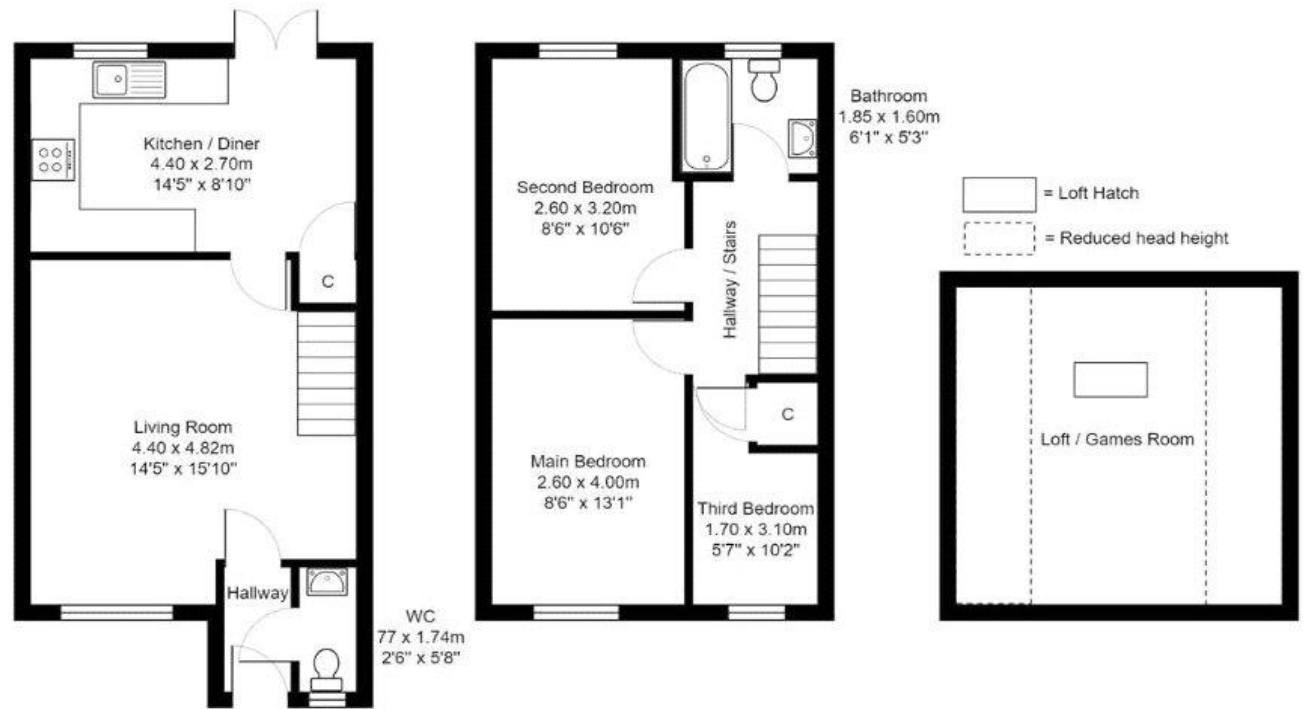 Kitchen / Diner
4.40 x 2.70m
14'5" x 8'10"
C
Living Room
4.40 x 4.82m
14'5" x 15'10"
Hallway
WC
77 x 1.74m
2'6" x 5'8"
Second Bedroom
2.60 x 3.20m
8'6" x 10'6"
Bathroom
1.85 x 1.60m
6'1" x 5'3"
Hallway / Stairs
C
Main Bedroom
2.60 x 4.00m
8'6" x 13'1"
Third Bedroom
1.70 x 3.10m
5'7" x 10'2"
= Loft Hatch
= Reduced head height
Loft / Games Room